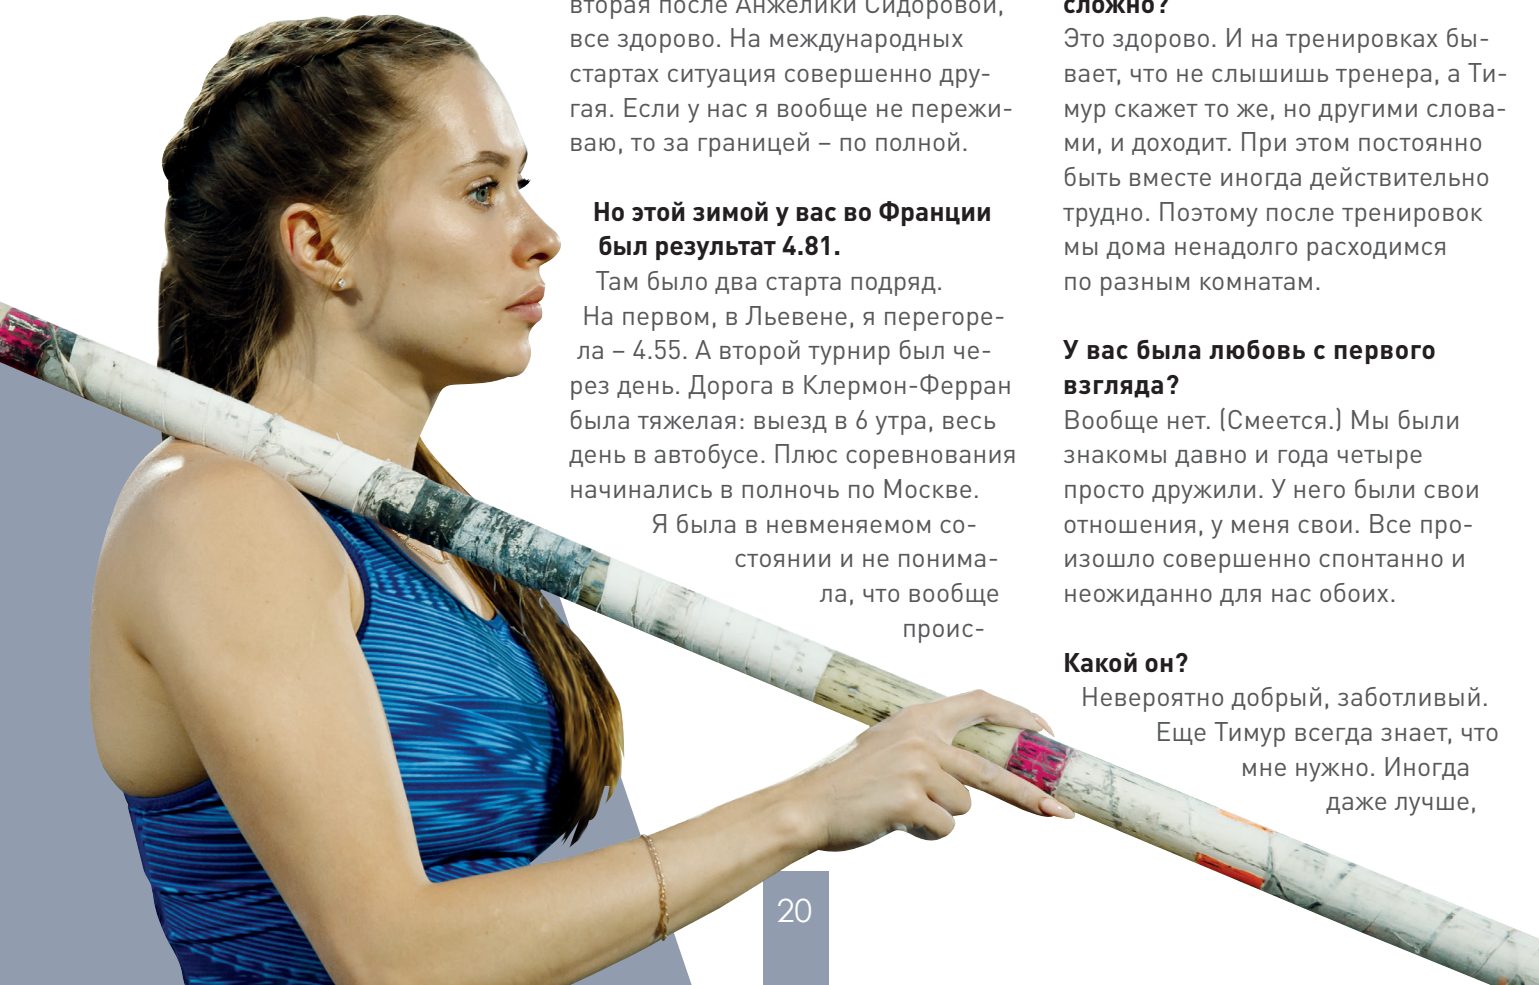 вторая после Анжелики Сидоровой,
все здорово. На международных
стартах ситуация совершенно дру-
гая. Если у нас я вообще не пережи-
ваю, то за границей – по полной.
Но этой зимой у вас во Франции
был результат 4.81.
Там было два старта подряд.
На первом, в Льевене, я перегоре-
ла – 4.55. А второй турнир был че-
рез день. Дорога в Клермон-Ферран
была тяжелая: выезд в 6 утра, весь
день в автобусе. Плюс соревнования
начинались в полночь по Москве.
Я была в невменяемом со-
стоянии и не понима-
ла, что вообще
проис-
сложно?
Это здорово. И на тренировках бы-
вает, что не слышишь тренера, а Ти-
мур скажет то же, но другими слова-
ми, и доходит. При этом постоянно
быть вместе иногда действительно
трудно. Поэтому после тренировок
мы дома ненадолго расходимся
по разным комнатам.
У вас была любовь с первого
взгляда?
Вообще нет. (Смеется.) Мы были
знакомы давно и года четыре
просто дружили. У него были свои
отношения, у меня свои. Все про-
изошло совершенно спонтанно и
неожиданно для нас обоих.
Какой он?
Невероятно добрый, заботливый.
Еще Тимур всегда знает, что
мне нужно. Иногда
даже лучше,
20